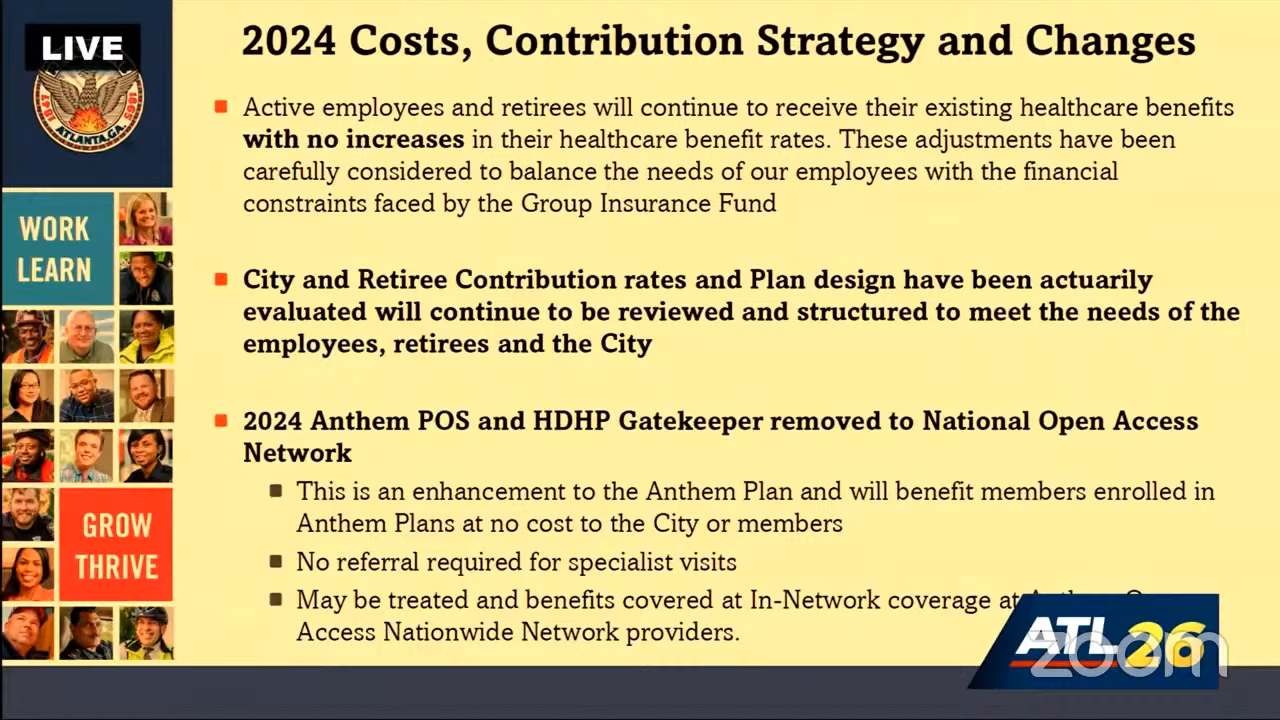 LIVE
1847
1865
ATLANTA, GA.
WORK
LEARN
GROW
THRIVE
2024 Costs, Contribution Strategy and Changes
Active employees and retirees will continue to receive their existing healthcare benefits
with no increases in their healthcare benefit rates. These adjustments have been
carefully considered to balance the needs of our employees with the financial
constraints faced by the Group Insurance Fund
City and Retiree Contribution rates and Plan design have been actuarily
evaluated will continue to be reviewed and structured to meet the needs of the
employees, retirees and the City
2024 Anthem POS and HDHP Gatekeeper removed to National Open Access
Network
This is an enhancement to the Anthem Plan and will benefit members enrolled in
Anthem Plans at no cost to the City or members
No referral required for specialist visits
May be treated and benefits covered at In-Network coverage at
Access Nationwide Network providers.
ATL 26
zoom